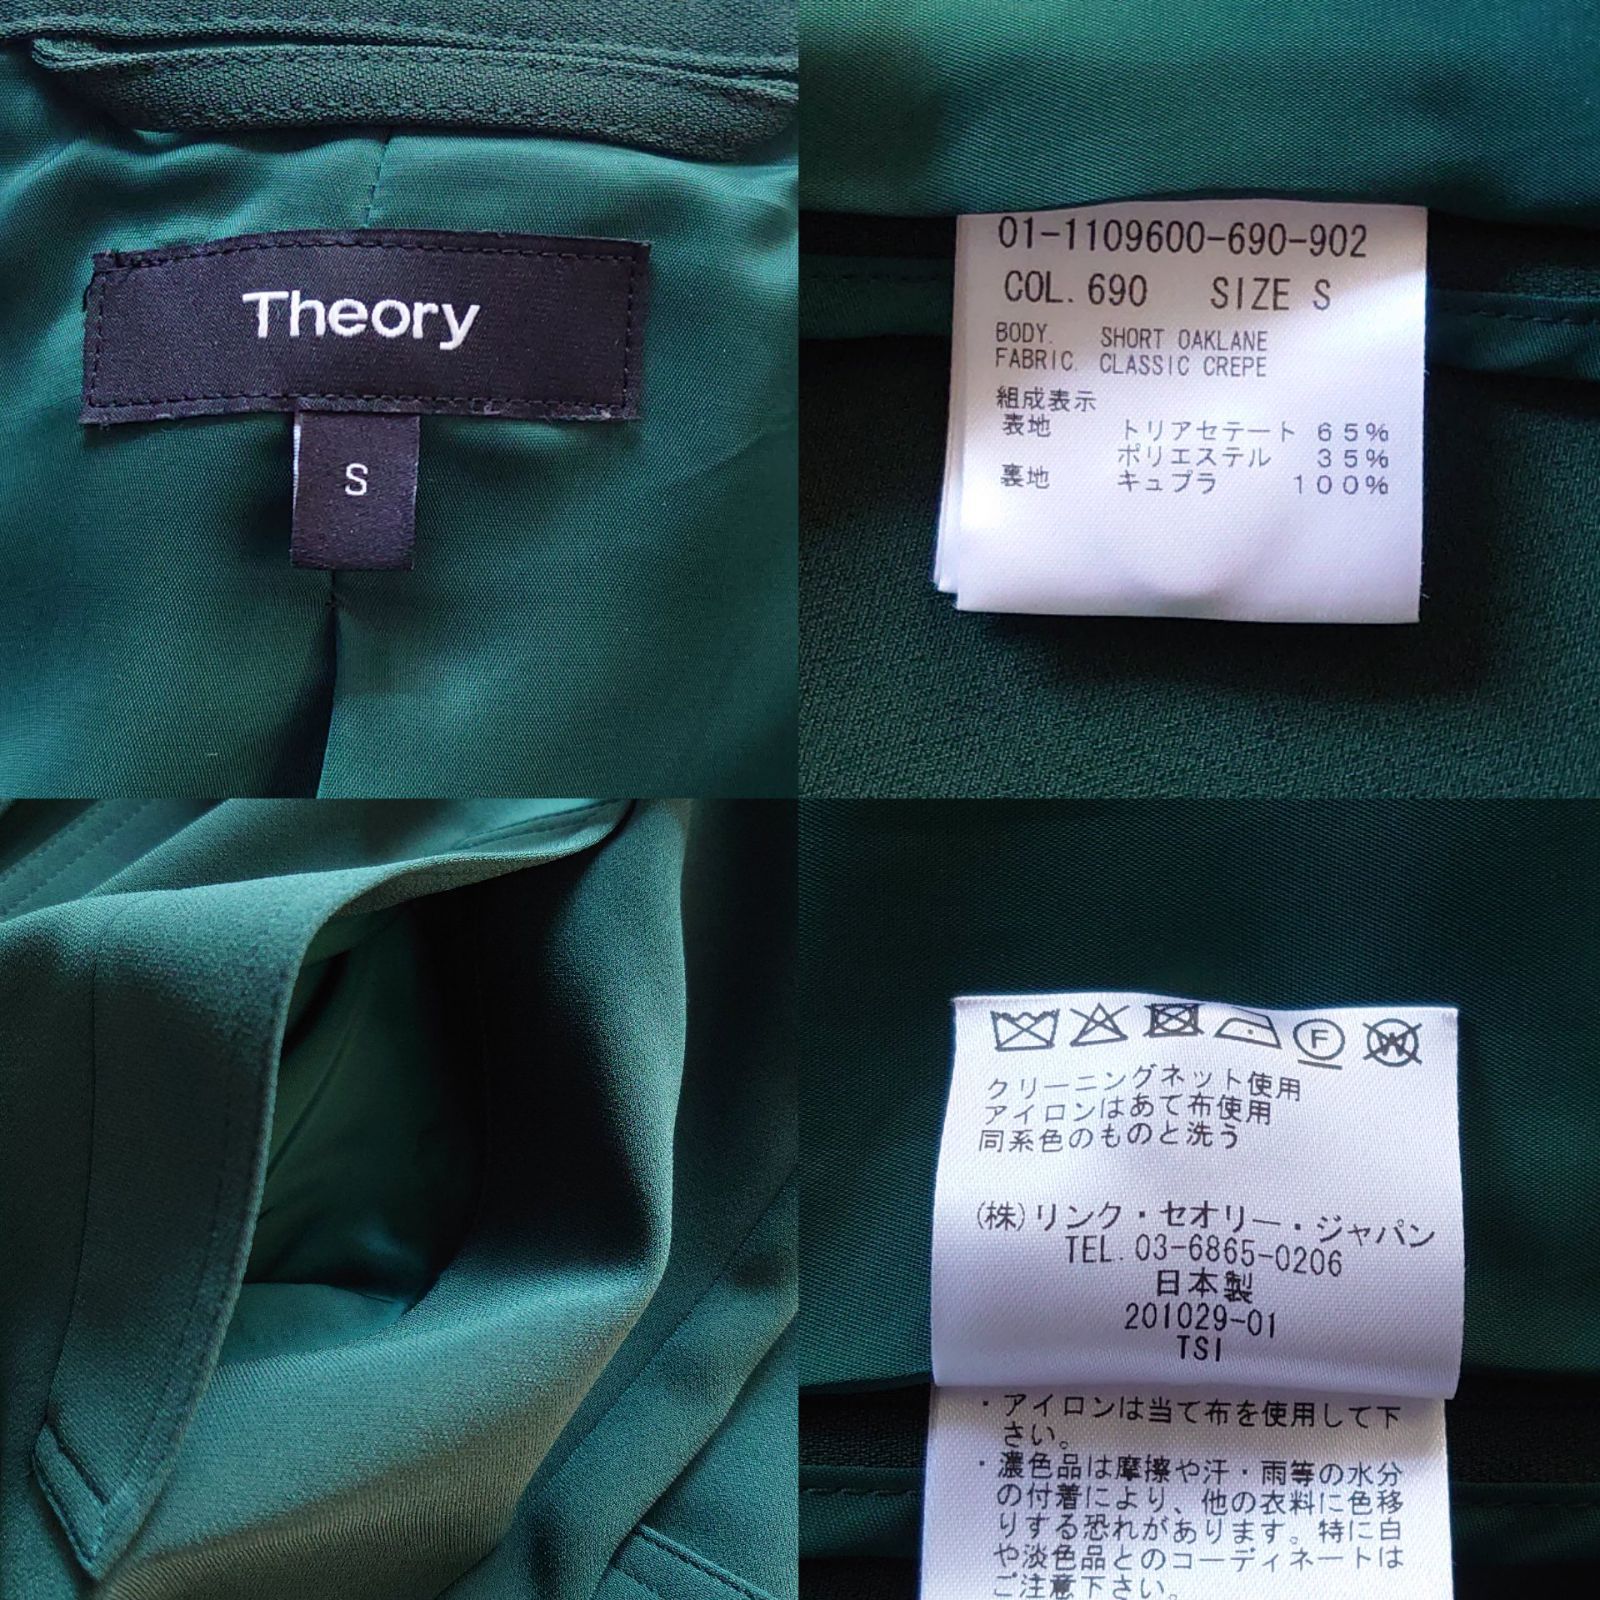 Theory
S
01-1109600-690-902
COL.690 SIZE S
BODY. SHORT OAKLANE
FABRIC. CLASSIC CREPE
組成表示
表地 トリアセテート 65%
ポリエステル 35%
裏地 キュプラ 100%
F W
クリーニングネット使用
アイロンはあて布使用
同系色のものと洗う
(株)リンク・セオリー・ジャパン
TEL.03-6865-0206
日本製
201029-01
TSI
・アイロンは当て布を使用して下
さい。
・濃色品は摩擦や汗・雨等の水分
の付着により、他の衣料に色移
りする恐れがあります。特に白
や淡色品とのコーディネートは
ご注意下さい。